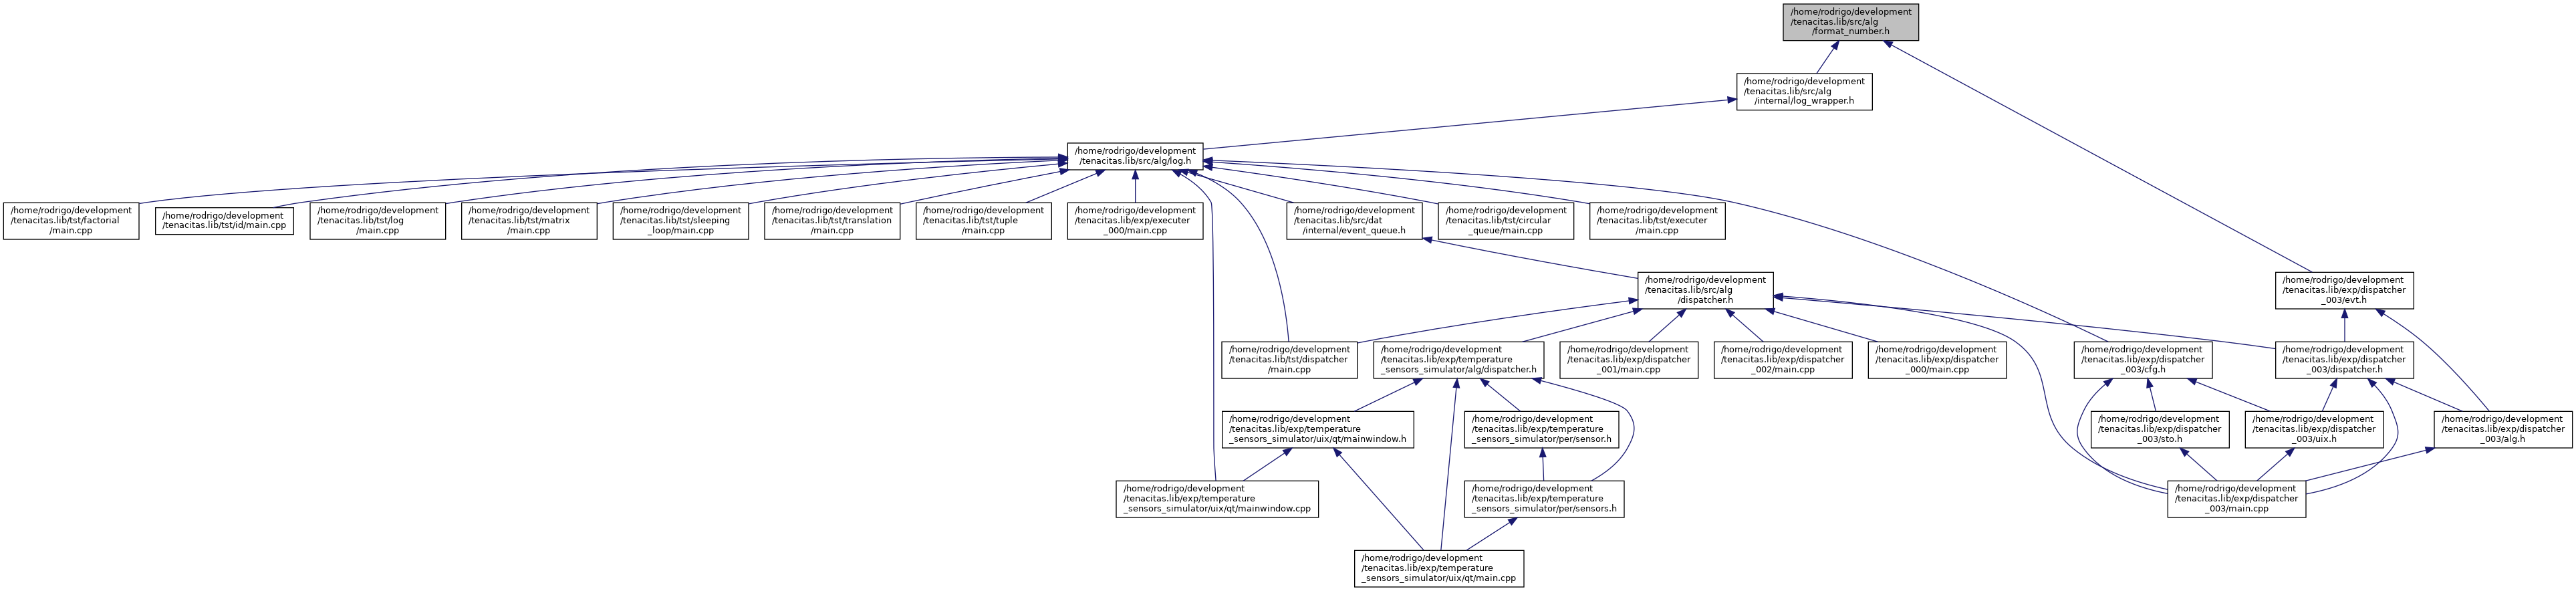 /home/rodrigo/development
/tenacitas.lib/src/alg
/format_number.h
/home/rodrigo/development
/tenacitas.lib/src/alg
/internal/log_wrapper.h
/home/rodrigo/development
/tenacitas.lib/src/alg/log.h
/home/rodrigo/development
/tenacitas.lib/tst/factorial
/main.cpp
/home/rodrigo/development
/tenacitas.lib/tst/id/main.cpp
/home/rodrigo/development
/tenacitas.lib/tst/log
/main.cpp
/home/rodrigo/development
/tenacitas.lib/tst/matrix
/main.cpp
/home/rodrigo/development
/tenacitas.lib/tst/sleeping
_loop/main.cpp
/home/rodrigo/development
/tenacitas.lib/tst/translation
/main.cpp
/home/rodrigo/development
/tenacitas.lib/tst/tuple
/main.cpp
/home/rodrigo/development
/tenacitas.lib/exp/executer
_000/main.cpp
/home/rodrigo/development
/tenacitas.lib/src/dat
/internal/event_queue.h
/home/rodrigo/development
/tenacitas.lib/tst/circular
_queue/main.cpp
/home/rodrigo/development
/tenacitas.lib/tst/executer
/main.cpp
/home/rodrigo/development
/tenacitas.lib/src/alg
/dispatcher.h
/home/rodrigo/development
/tenacitas.lib/exp/dispatcher
_003/evt.h
/home/rodrigo/development
/tenacitas.lib/tst/dispatcher
/main.cpp
/home/rodrigo/development
/tenacitas.lib/exp/temperature
_sensors_simulator/alg/dispatcher.h
/home/rodrigo/development
/tenacitas.lib/exp/dispatcher
_001/main.cpp
/home/rodrigo/development
/tenacitas.lib/exp/dispatcher
_002/main.cpp
/home/rodrigo/development
/tenacitas.lib/exp/dispatcher
_000/main.cpp
/home/rodrigo/development
/tenacitas.lib/exp/dispatcher
_003/cfg.h
/home/rodrigo/development
/tenacitas.lib/exp/dispatcher
_003/dispatcher.h
/home/rodrigo/development
/tenacitas.lib/exp/temperature
_sensors_simulator/uix/qt/mainwindow.h
/home/rodrigo/development
/tenacitas.lib/exp/temperature
_sensors_simulator/per/sensor.h
/home/rodrigo/development
/tenacitas.lib/exp/dispatcher
_003/sto.h
/home/rodrigo/development
/tenacitas.lib/exp/dispatcher
_003/uix.h
/home/rodrigo/development
/tenacitas.lib/exp/dispatcher
_003/alg.h
/home/rodrigo/development
/tenacitas.lib/exp/temperature
_sensors_simulator/uix/qt/mainwindow.cpp
/home/rodrigo/development
/tenacitas.lib/exp/temperature
_sensors_simulator/per/sensors.h
/home/rodrigo/development
/tenacitas.lib/exp/dispatcher
_003/main.cpp
/home/rodrigo/development
/tenacitas.lib/exp/temperature
_sensors_simulator/uix/qt/main.cpp